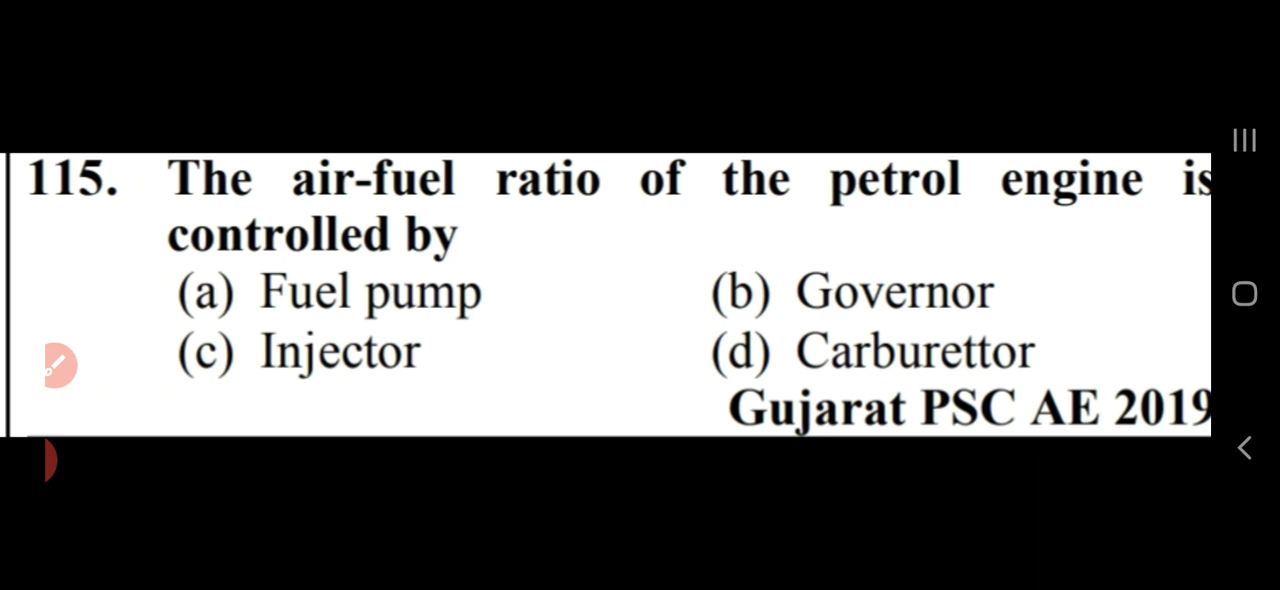 115. The air-fuel ratio of the petrol engine is
controlled by
(a) Fuel pump (b) Governor
(c) Injector (d) Carburettor
Gujarat PSC AE 2019